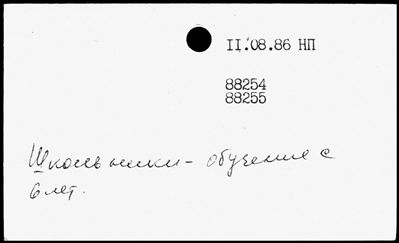 II.08.86 НП
88254
88255
Школьники - обучение с
6 лет.